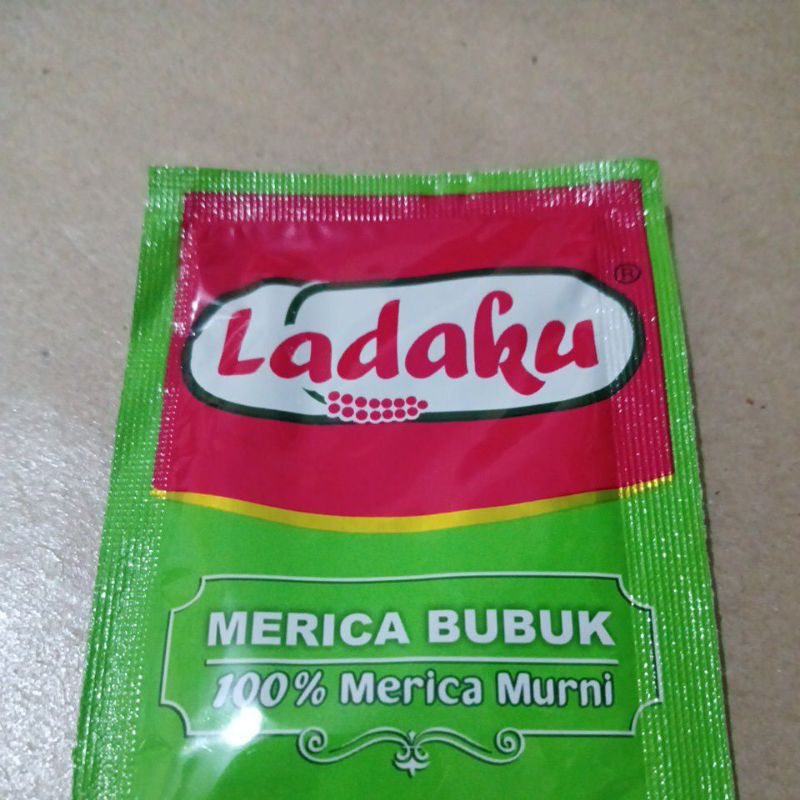 Ladaku ®
MERICA BUBUK
100% Merica Murni